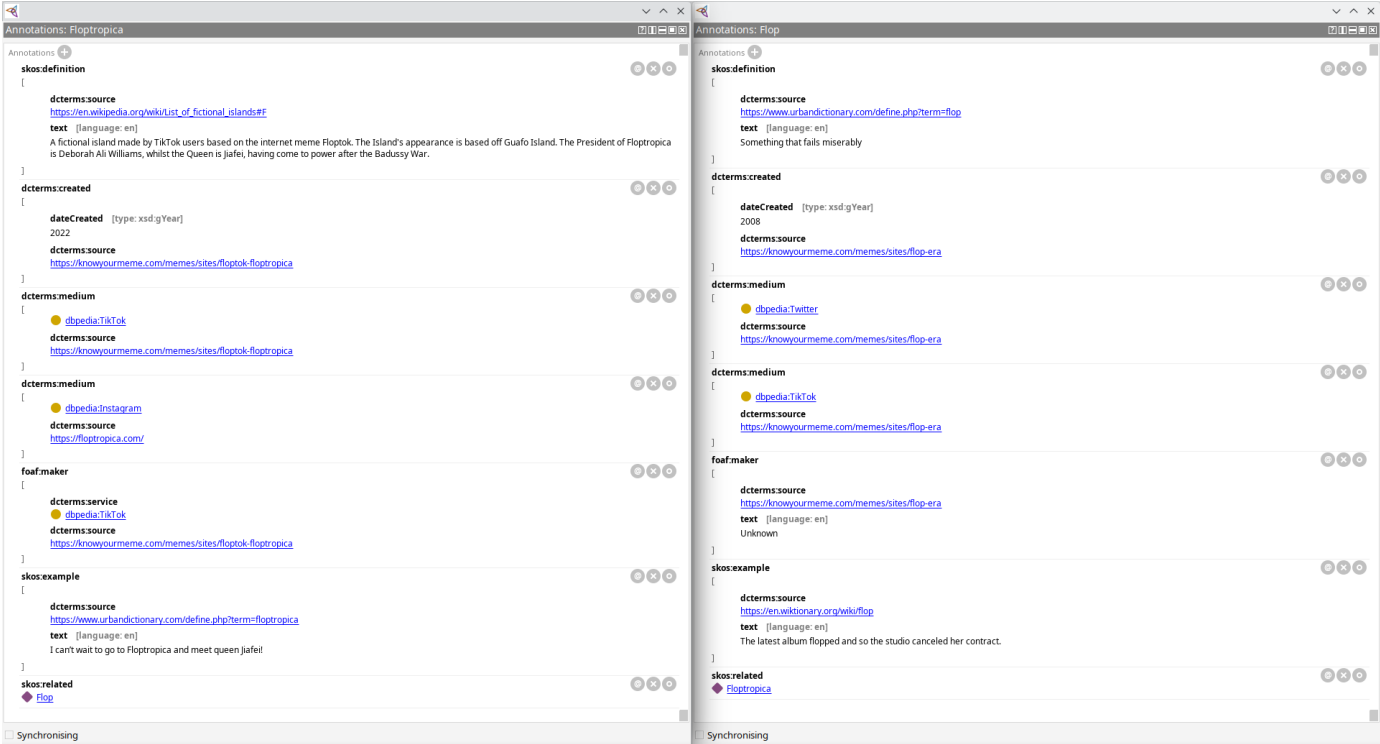 Annotations: Floptropica
Annotations
skos:definition
[
dcterms:source
https://en.wikipedia.org/wiki/List_of_fictional_islands#F
text [language: en]
A fictional island made by TikTok users based on the internet meme Floptok. The Island's appearance is based off Guafo Island. The President of Floptropica
is Deborah Ali Williams, whilst the Queen is Jiafei, having come to power after the Badussy War.
]
dcterms:created
[
dateCreated [type: xsd:gYear]
2022
dcterms:source
https://knowyourmeme.com/memes/sites/floptok-floptropica
]
dcterms:medium
[
dbpedia:TikTok
dcterms:source
https://knowyourmeme.com/memes/sites/floptok-floptropica
]
dcterms:medium
[
dbpedia:Instagram
dcterms:source
https://floptropica.com/
]
foaf:maker
[
dcterms:service
dbpedia:TikTok
dcterms:source
https://knowyourmeme.com/memes/sites/floptok-floptropica
]
skos:example
[
dcterms:source
https://www.urbandictionary.com/define.php?term=floptropica
text [language: en]
I can't wait to go to Floptropica and meet queen Jiafei!
]
skos:related
Flop
Synchronising
Annotations: Flop
Annotations
skos:definition
[
dcterms:source
https://www.urbandictionary.com/define.php?term=flop
text [language: en]
Something that fails miserably
]
dcterms:created
[
dateCreated [type: xsd:gYear]
2008
dcterms:source
https://knowyourmeme.com/memes/sites/flop-era
]
dcterms:medium
[
dbpedia:Twitter
dcterms:source
https://knowyourmeme.com/memes/sites/flop-era
]
dcterms:medium
[
dbpedia:TikTok
dcterms:source
https://knowyourmeme.com/memes/sites/flop-era
]
foaf:maker
[
dcterms:source
https://knowyourmeme.com/memes/sites/flop-era
text [language: en]
Unknown
]
skos:example
[
dcterms:source
https://en.wiktionary.org/wiki/flop
text [language: en]
The latest album flopped and so the studio canceled her contract.
]
skos:related
Floptropica
Synchronising